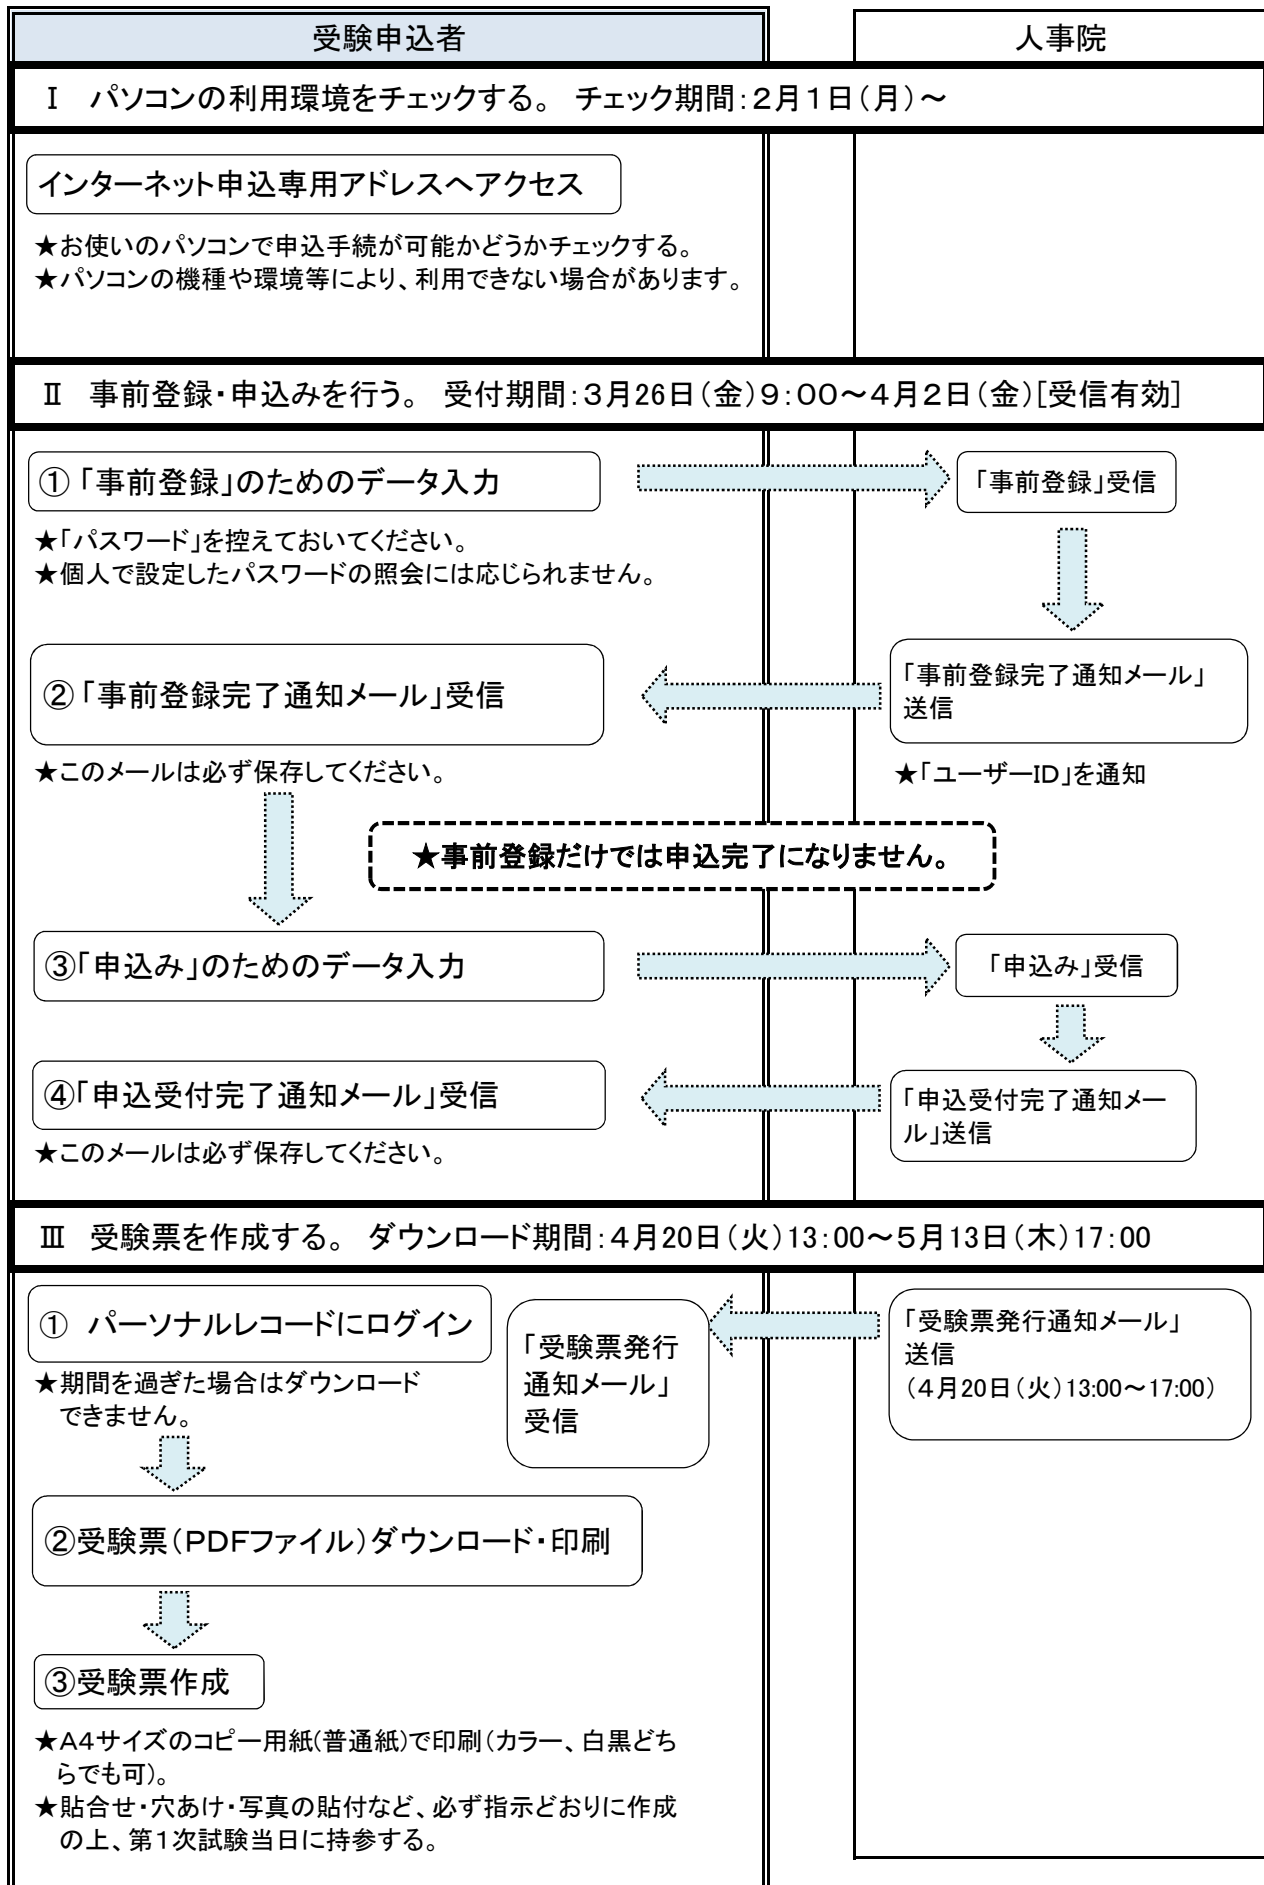 受験申込者
人事院
Ⅰ　パソコンの利用環境をチェックする。　チェック期間：２月１日（月）～
インターネット申込専用アドレスへアクセス
★お使いのパソコンで申込手続が可能かどうかチェックする。
★パソコンの機種や環境等により、利用できない場合があります。
Ⅱ　事前登録・申込みを行う。　受付期間：３月26日（金）９：００～４月２日（金）［受信有効］
①「事前登録」のためのデータ入力
「事前登録」受信
★「パスワード」を控えておいてください。
★個人で設定したパスワードの照会には応じられません。
②「事前登録完了通知メール」受信
「事前登録完了通知メール」
送信
★このメールは必ず保存してください。
★「ユーザーＩＤ」を通知
★事前登録だけでは申込完了になりません。
③「申込み」のためのデータ入力
「申込み」受信
④「申込受付完了通知メール」受信
「申込受付完了通知メー
ル」送信
★このメールは必ず保存してください。
Ⅲ　受験票を作成する。　ダウンロード期間：４月20日（火）13：00～５月13日（木）17：00
①　パーソナルレコードにログイン
★期間を過ぎた場合はダウンロード
できません。
「受験票発行
通知メール」
受信
「受験票発行通知メール」
送信
（４月20日（火）13:00～17:00）
②受験票（ＰＤＦファイル）ダウンロード・印刷
③受験票作成
★Ａ４サイズのコピー用紙(普通紙)で印刷（カラー、白黒どち
らでも可）。
★貼合せ・穴あけ・写真の貼付など、必ず指示どおりに作成
の上、第１次試験当日に持参する。